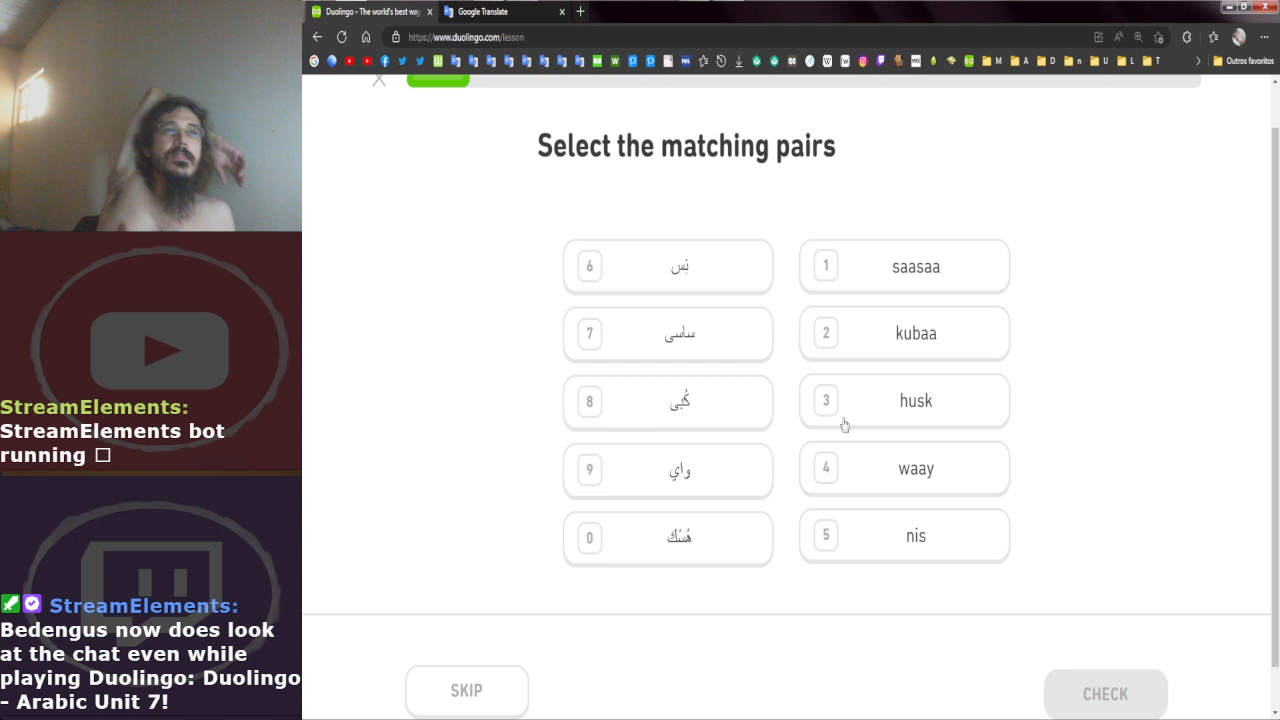 Duolingo - The world's best way
Google Translate
https://www.duolingo.com/lesson
M
A
D
n
U
L
T
Outros favoritos
X
Select the matching pairs
6 نِس
1 saasaa
7 ساسى
2 kubaa
8 كُبى
3 husk
9 واي
4 waay
0 هُسْك
5 nis
SKIP
CHECK
StreamElements:
StreamElements bot
running □
StreamElements:
Bedengus now does look
at the chat even while
playing Duolingo: Duolingo
- Arabic Unit 7!